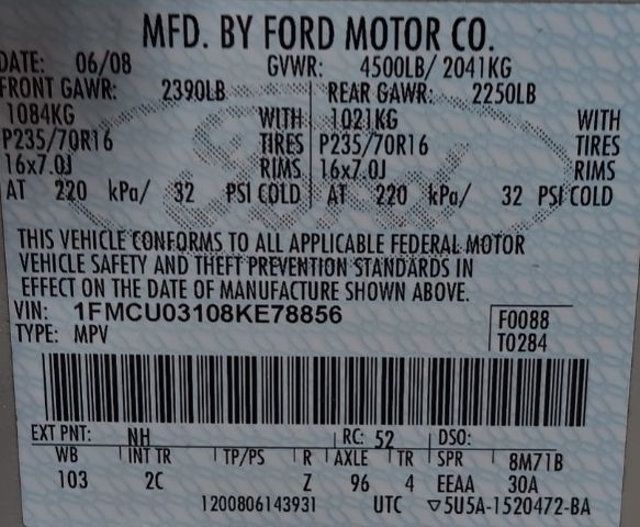 MFD. BY FORD MOTOR CO.
DATE: 06/08 GVWR: 4500LB/ 2041KG
FRONT GAWR: 2390LB REAR GAWR: 2250LB
1084KG WITH 1021KG WITH
P235/70R16 TIRES P235/70R16 TIRES
16x7.0J RIMS 16x7.0J RIMS
AT 220 kPa/ 32 PSI COLD AT 220 kPa/ 32 PSI COLD
THIS VEHICLE CONFORMS TO ALL APPLICABLE FEDERAL MOTOR
VEHICLE SAFETY AND THEFT PREVENTION STANDARDS IN
EFFECT ON THE DATE OF MANUFACTURE SHOWN ABOVE.
VIN: 1FMCU03108KE78856 F0088
TYPE: MPV T0284
EXT PNT: NH RC: 52 DSO:
WB INT TR TP/PS R AXLE TR SPR 8M71B
103 2C Z 96 4 EEAA 30A
1200806143931 UTC ▽5U5A-1520472-BA